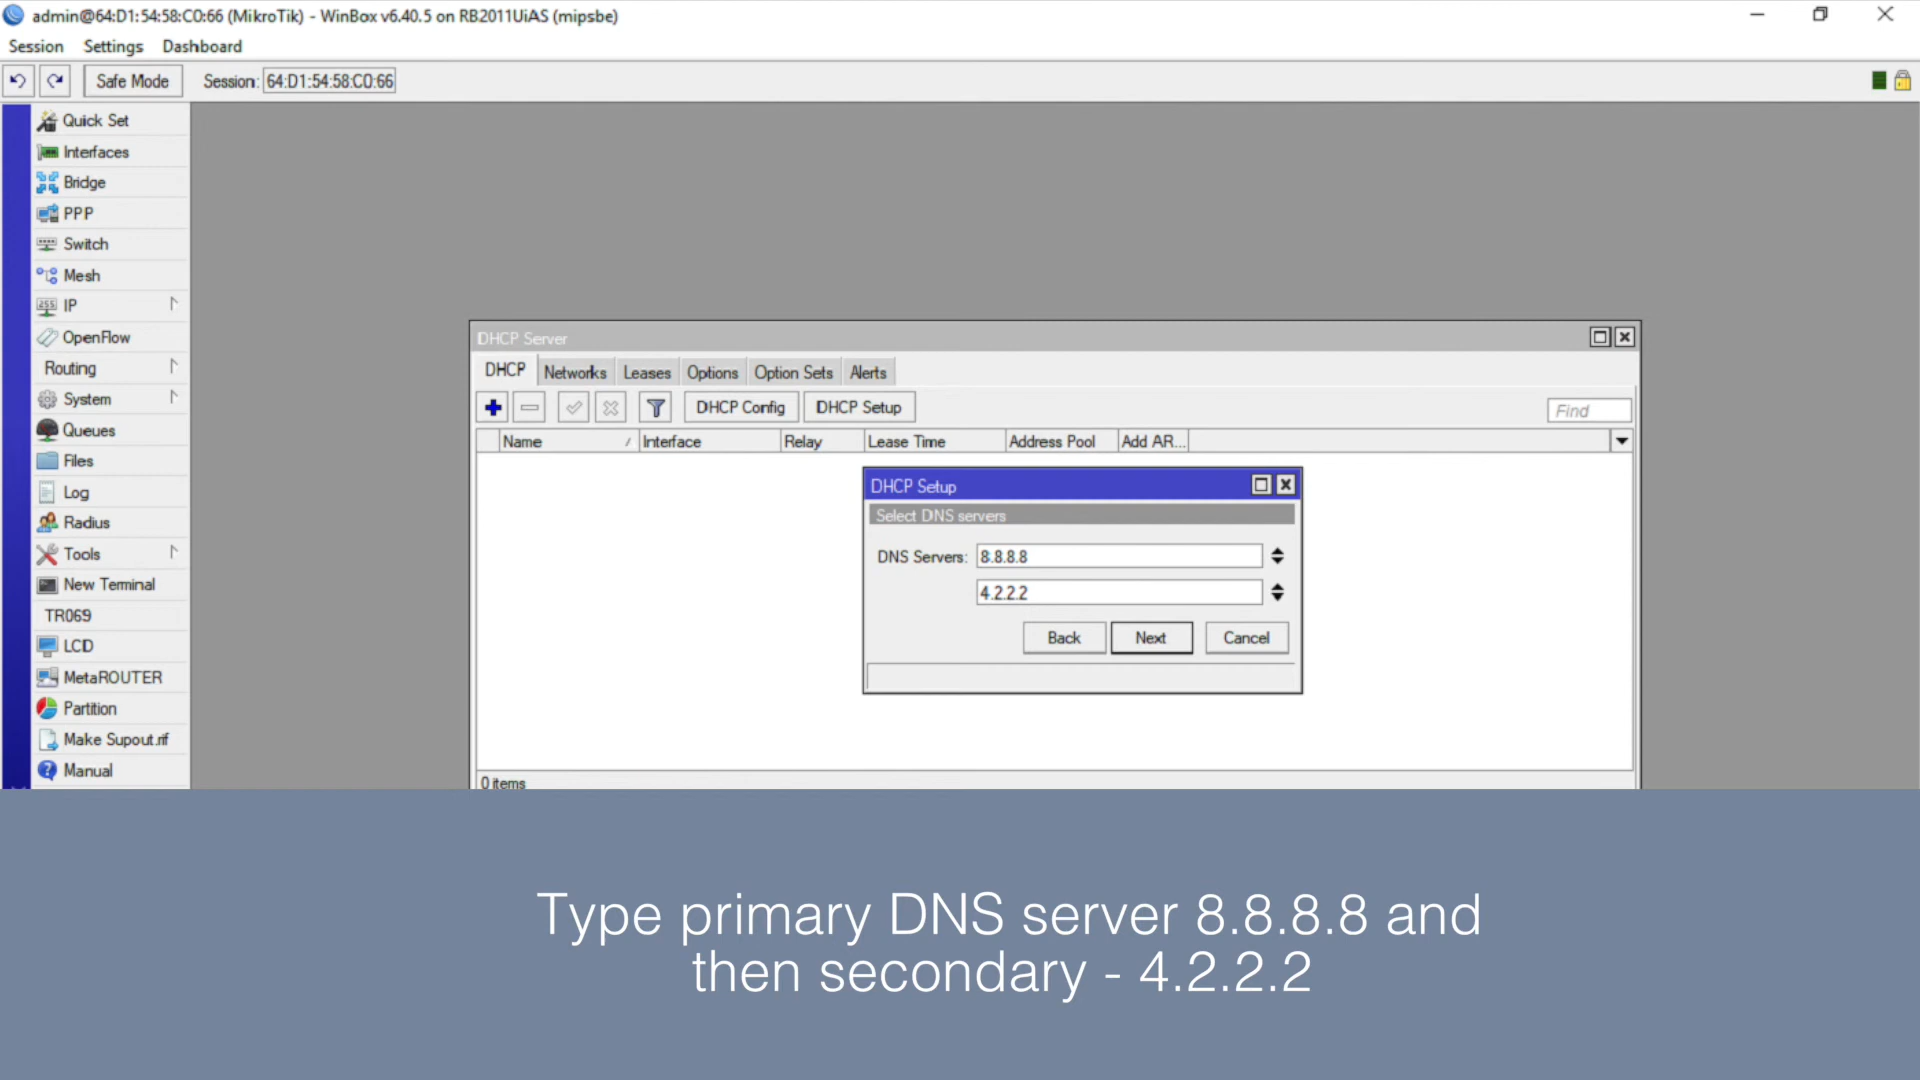 admin@64:D1:54:58:C0:66 (MikroTik) - WinBox v6.40.5 on RB2011UiAS (mipsbe)
Session Settings Dashboard
Safe Mode Session: 64:D1:54:58:C0:66
Quick Set
Interfaces
Bridge
PPP
Switch
Mesh
255 IP
OpenFlow
Routing
System
Queues
Files
Log
Radius
Tools
New Terminal
TR069
LCD
MetaROUTER
Partition
Make Supout.rif
Manual
DHCP Server
DHCP Networks Leases Options Option Sets Alerts
DHCP Config DHCP Setup Find
Name / Interface Relay Lease Time Address Pool Add AR...
DHCP Setup
Select DNS servers
DNS Servers: 8.8.8.8
4.2.2.2
Back Next Cancel
0 items
Type primary DNS server 8.8.8.8 and
then secondary - 4.2.2.2